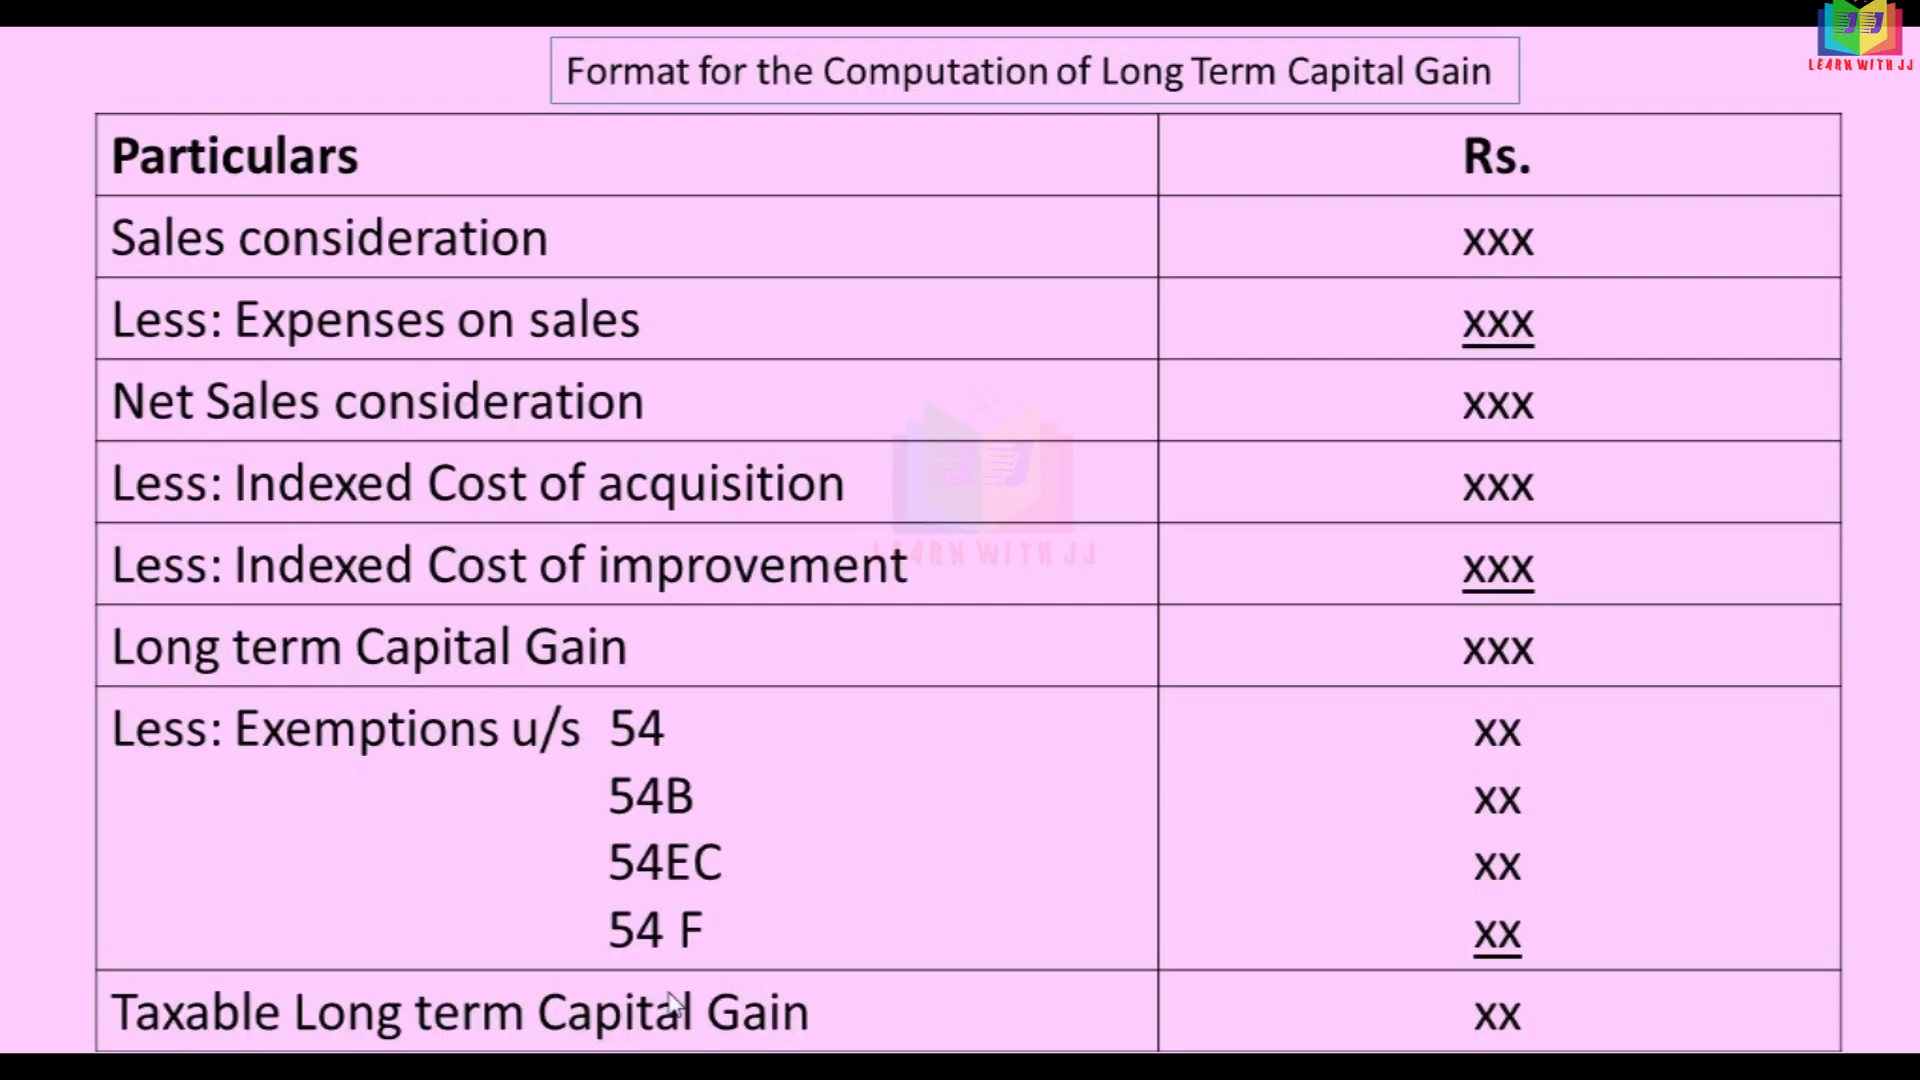 LEARN WITH JJ
Format for the Computation of Long Term Capital Gain
Particulars Rs.
Sales consideration xxx
Less: Expenses on sales xxx
Net Sales consideration xxx
Less: Indexed Cost of acquisition xxx
Less: Indexed Cost of improvement xxx
LEARN WITH JJ
Long term Capital Gain xxx
Less: Exemptions u/s 54 xx
54B xx
54EC xx
54 F xx
Taxable Long term Capital Gain xx